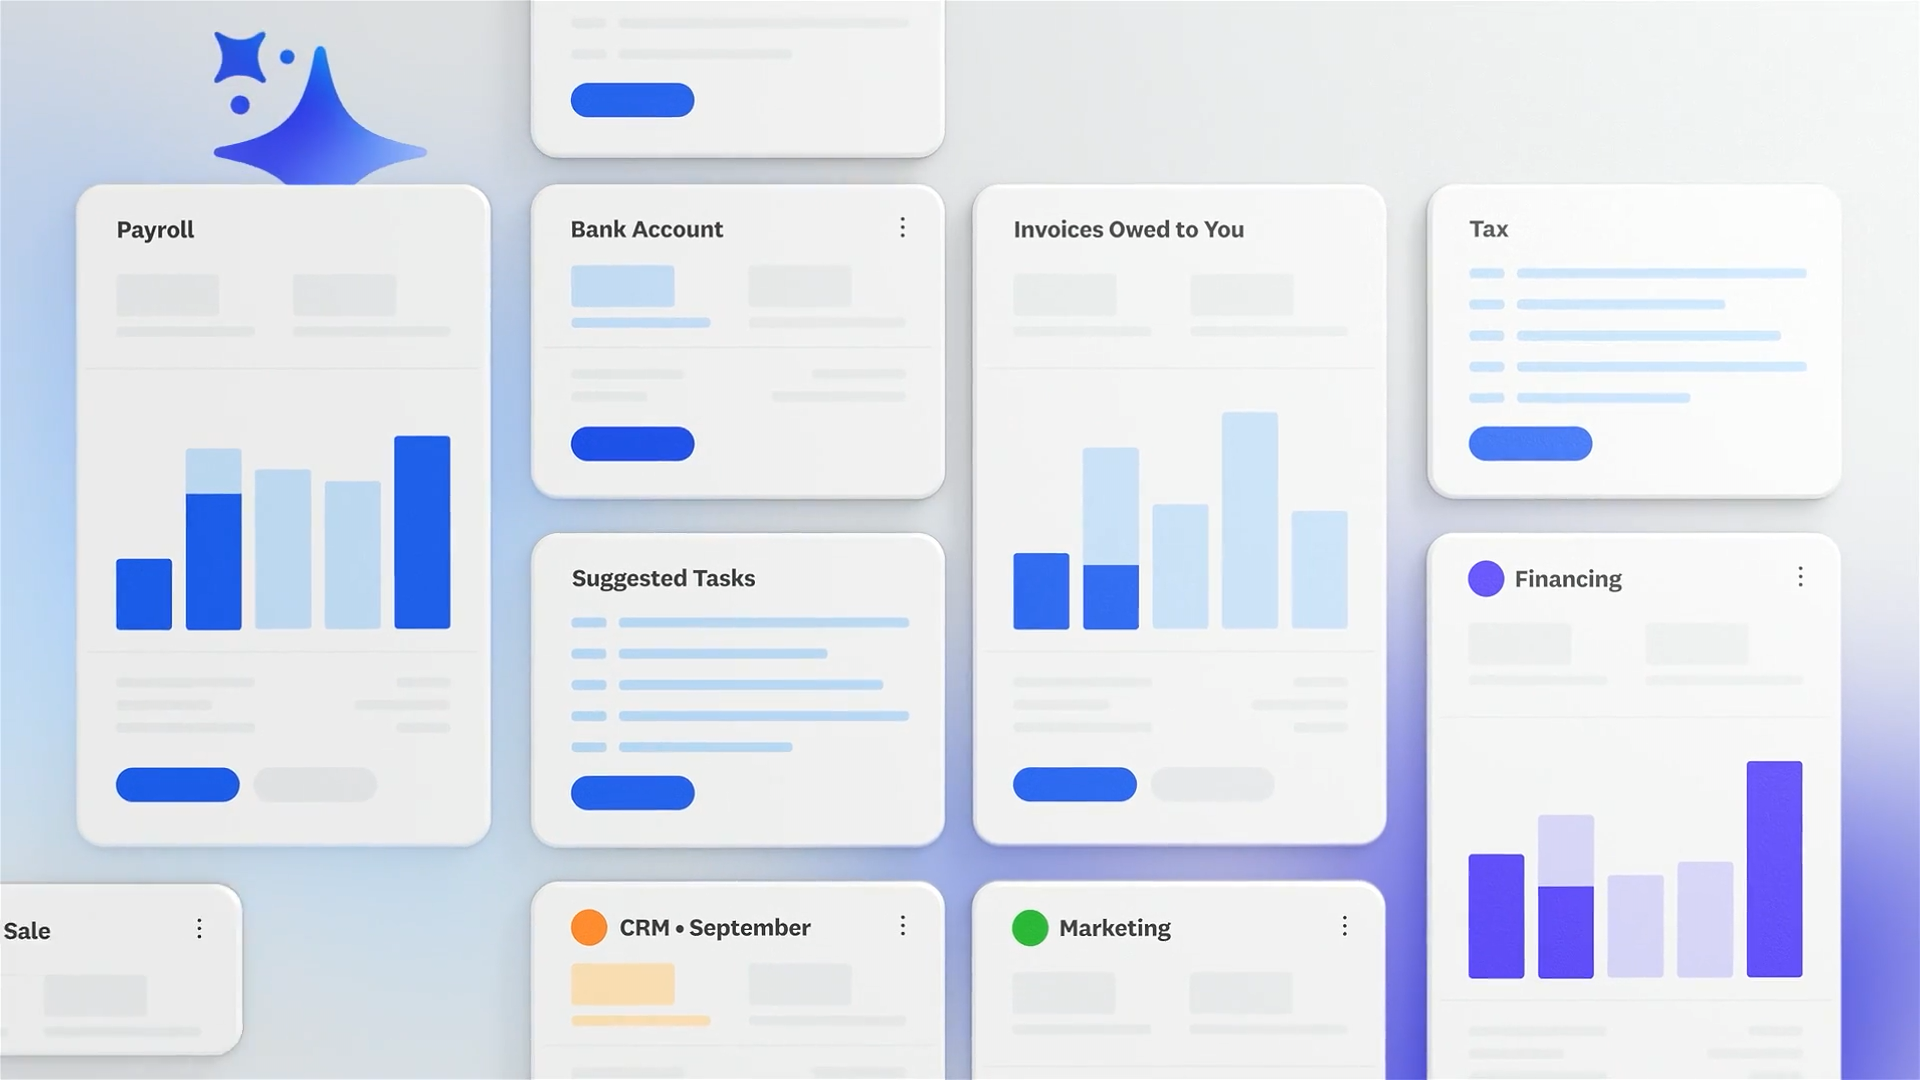 Payroll
Bank Account
Invoices Owed to You
Tax
Suggested Tasks
Financing
Sale
CRM • September
Marketing